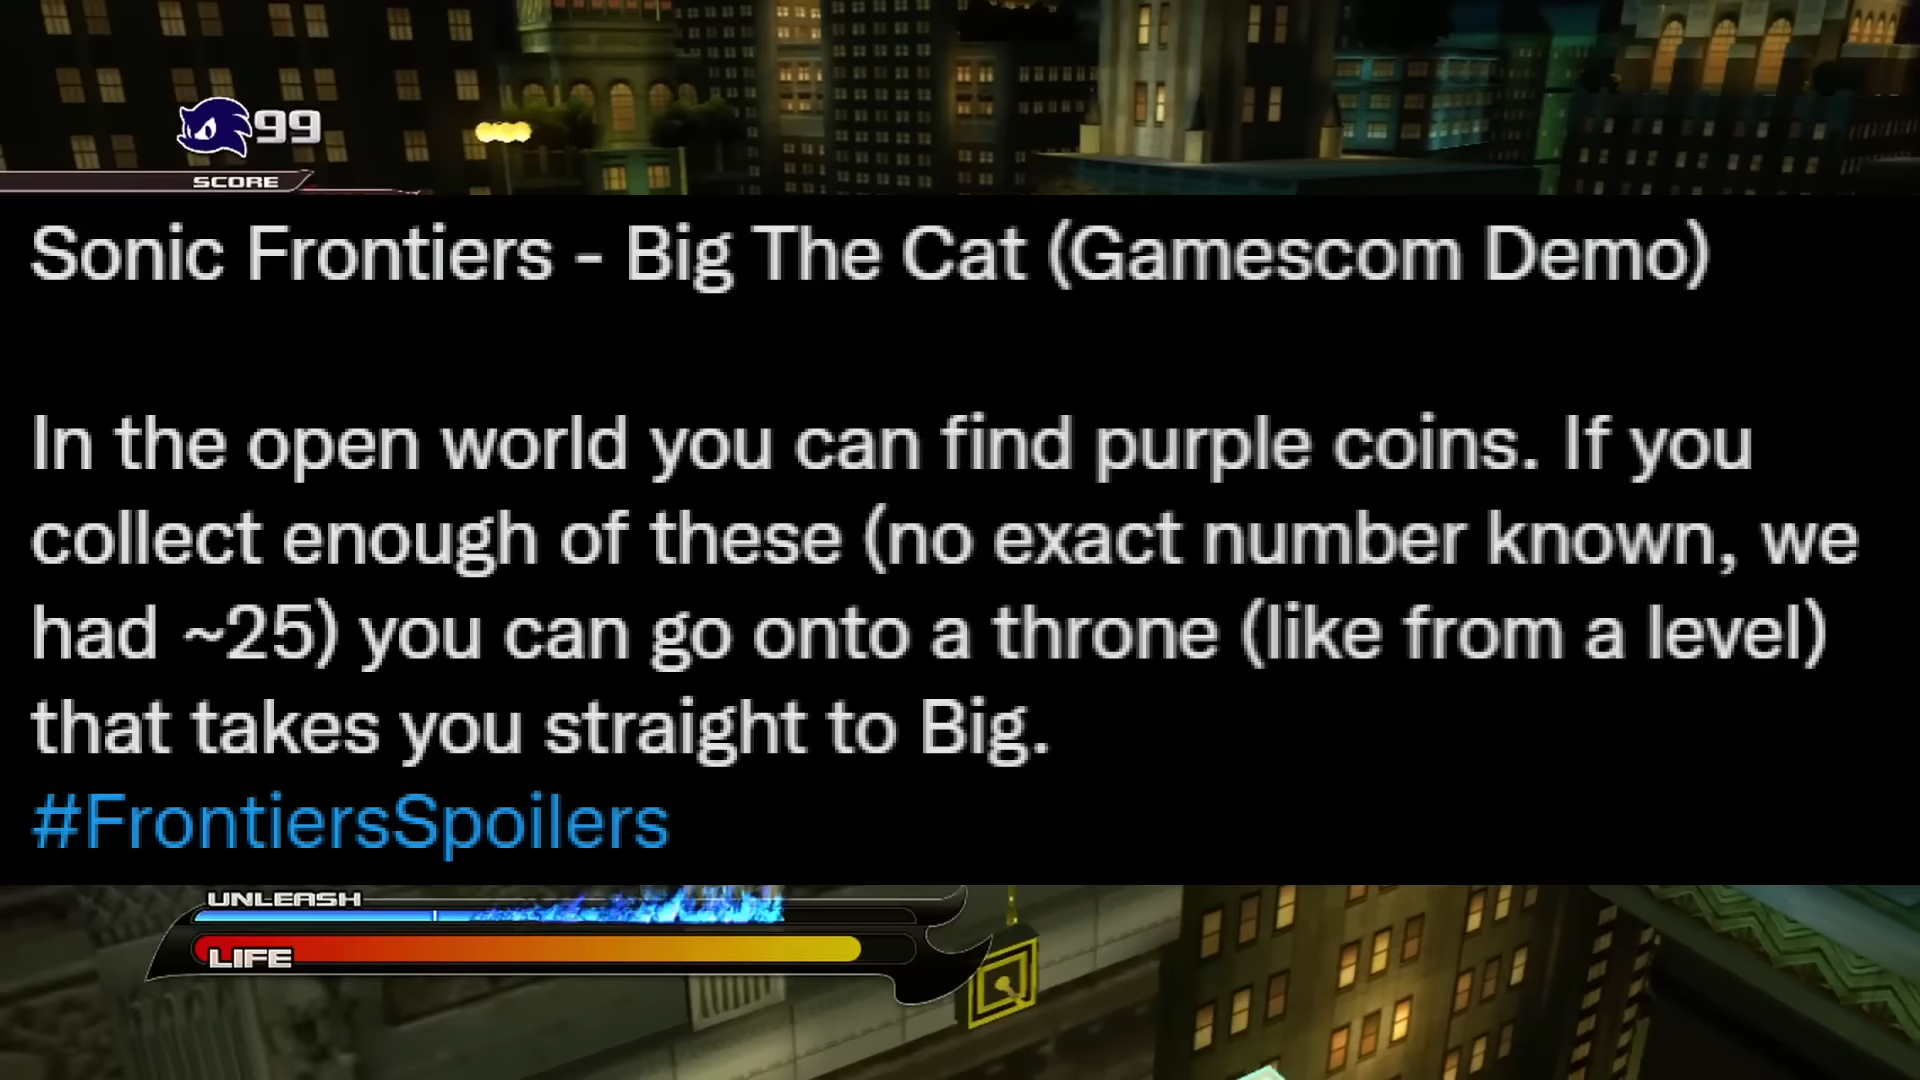 99
SCORE
Sonic Frontiers - Big The Cat (Gamescom Demo)
In the open world you can find purple coins. If you
collect enough of these (no exact number known, we
had ~25) you can go onto a throne (like from a level)
that takes you straight to Big.
#FrontiersSpoilers
UNLEASH
LIFE